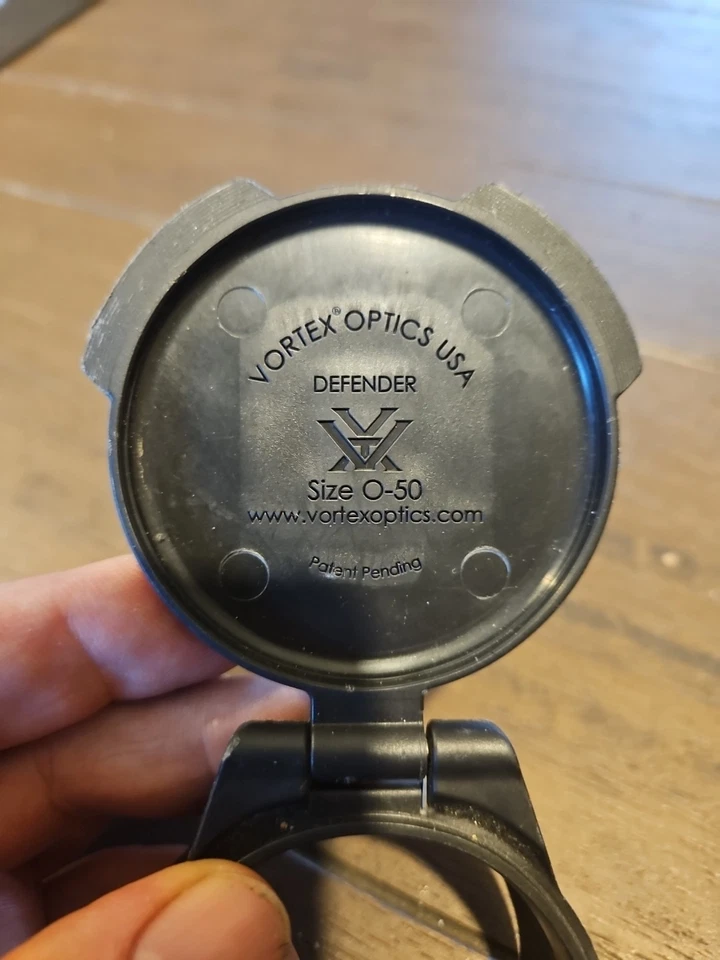 VORTEX® OPTICS USA
DEFENDER
Size O-50
www.vortexoptics.com
Patent Pending